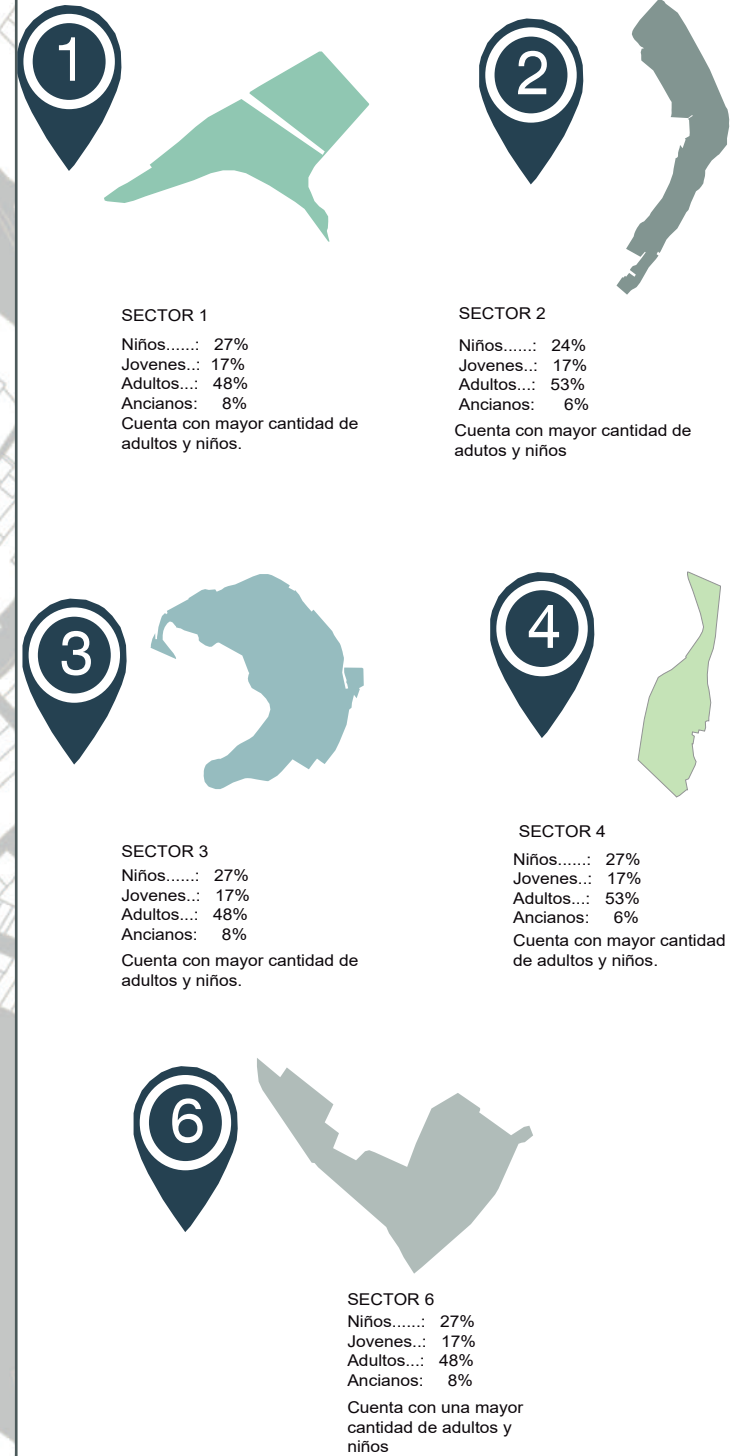 1
SECTOR 1
Niños......: 27%
Jovenes..: 17%
Adultos...: 48%
Ancianos: 8%
Cuenta con mayor cantidad de
adultos y niños.
2
SECTOR 2
Niños......: 24%
Jovenes..: 17%
Adultos...: 53%
Ancianos: 6%
Cuenta con mayor cantidad de
adutos y niños
3
SECTOR 3
Niños......: 27%
Jovenes..: 17%
Adultos...: 48%
Ancianos: 8%
Cuenta con mayor cantidad de
adultos y niños.
4
SECTOR 4
Niños......: 27%
Jovenes..: 17%
Adultos...: 53%
Ancianos: 6%
Cuenta con mayor cantidad
de adultos y niños.
6
SECTOR 6
Niños......: 27%
Jovenes..: 17%
Adultos...: 48%
Ancianos: 8%
Cuenta con una mayor
cantidad de adultos y
niños